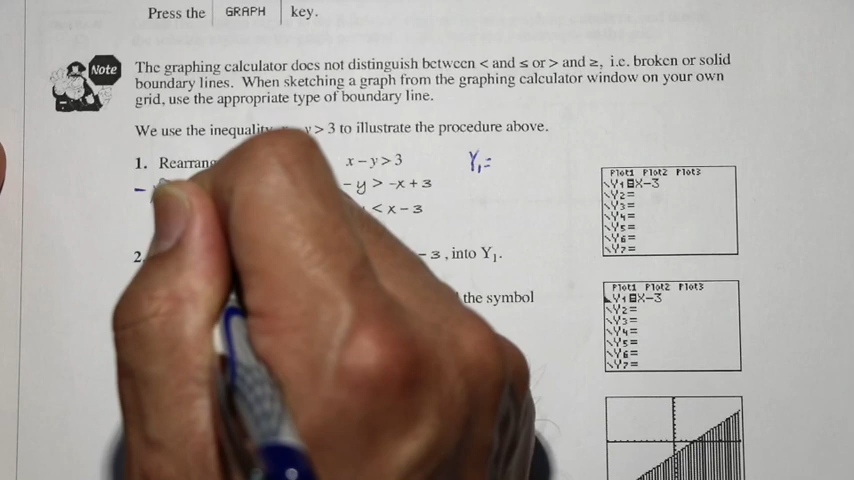 Press the GRAPH key.
Note
The graphing calculator does not distinguish between < and ≤ or > and ≥, i.e. broken or solid
boundary lines. When sketching a graph from the graphing calculator window on your own
grid, use the appropriate type of boundary line.
We use the inequality y > 3 to illustrate the procedure above.
1. x – y > 3
Y₁=
-y > -x + 3
< x – 3
2. – 3 , into Y₁.
the symbol
Plot1 Plot2 Plot3
\Y1=X-3
\Y2=
\Y3=
\Y4=
\Y5=
\Y6=
\Y7=
Plot1 Plot2 Plot3
Y1=X-3
\Y2=
\Y3=
\Y4=
\Y5=
\Y6=
\Y7=